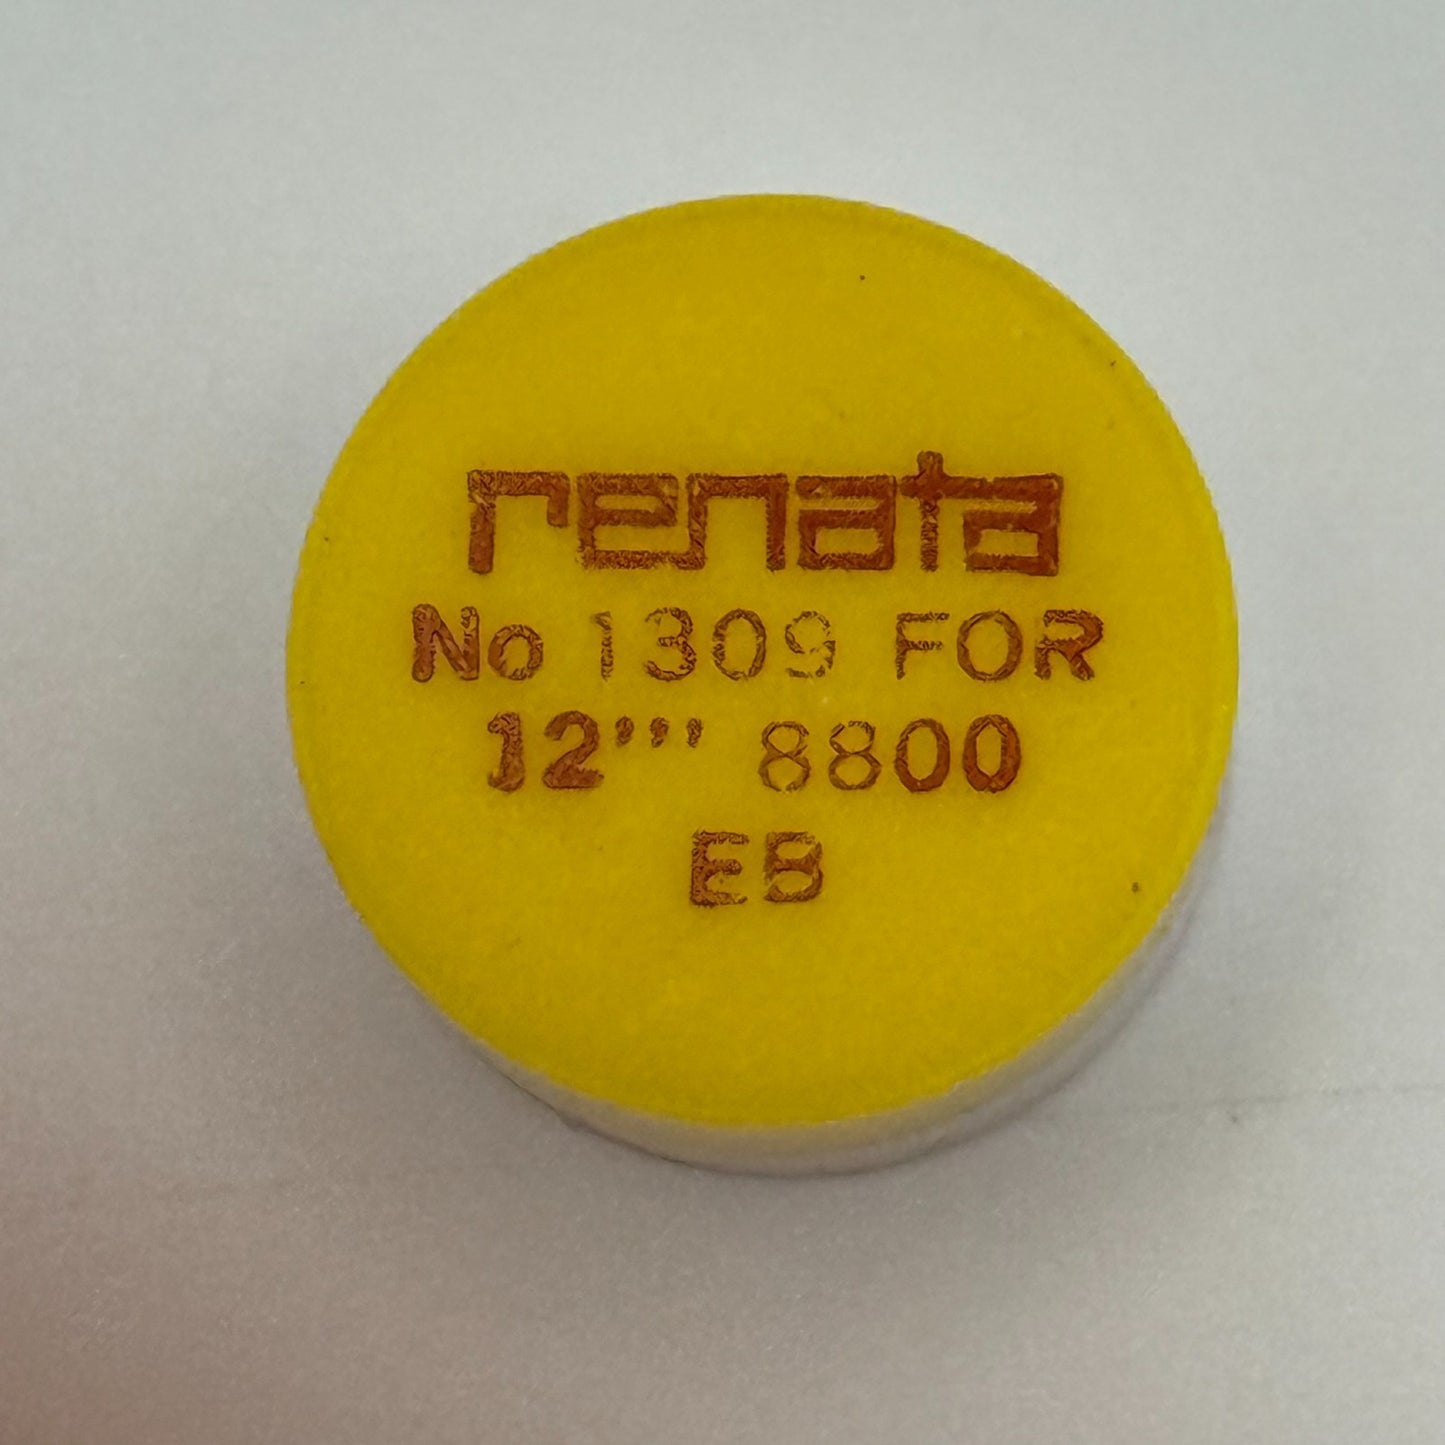 renata
No 1309 FOR
12''' 8800
EB